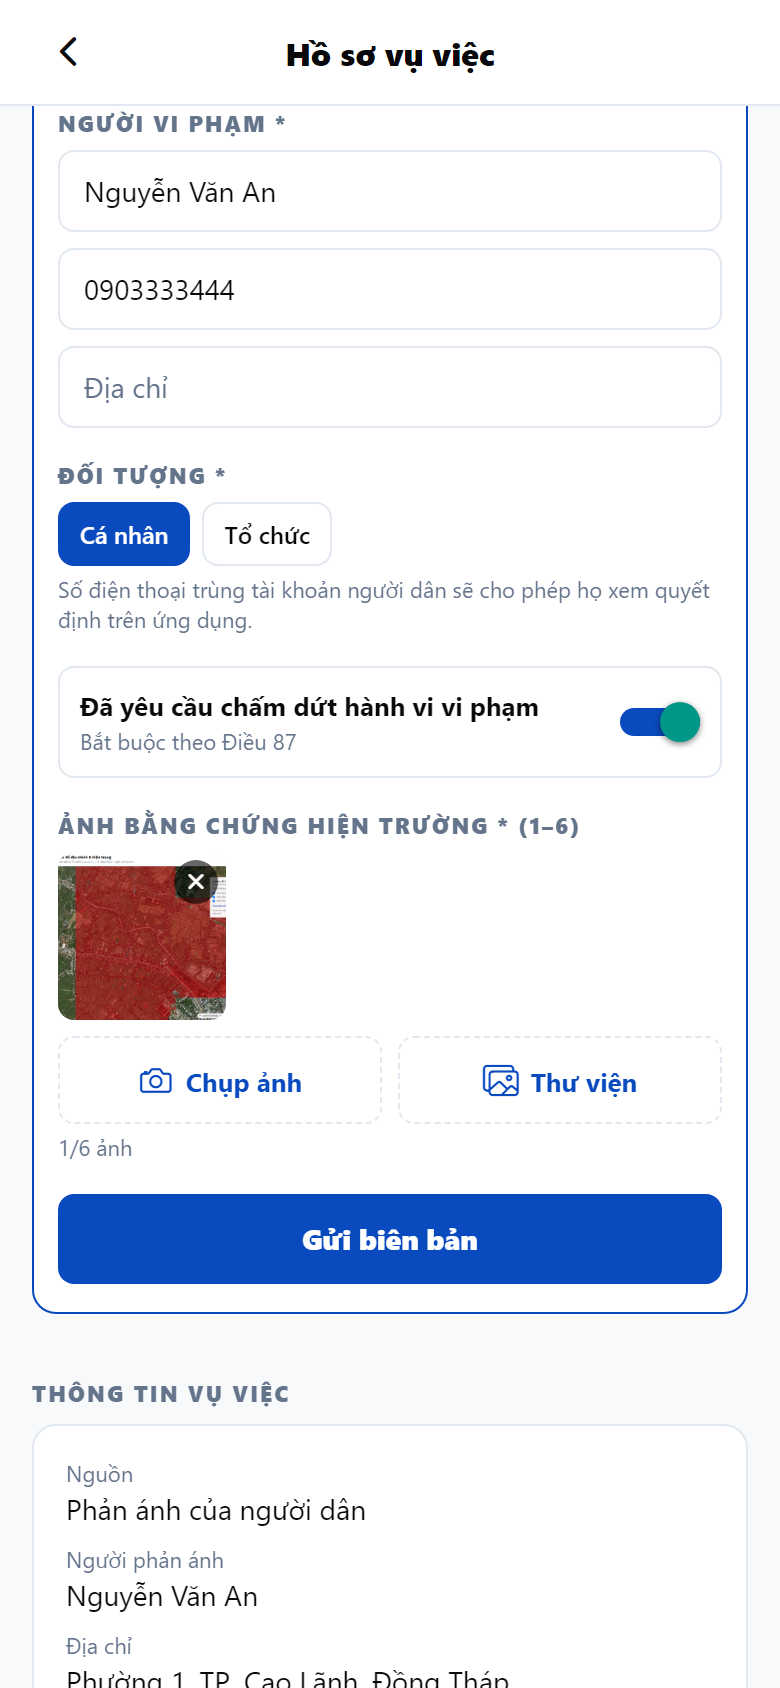 Hồ sơ vụ việc
NGƯỜI VI PHẠM *
Nguyễn Văn An
0903333444
Địa chỉ
ĐỐI TƯỢNG *
Cá nhân
Tổ chức
Số điện thoại trùng tài khoản người dân sẽ cho phép họ xem quyết
định trên ứng dụng.
Đã yêu cầu chấm dứt hành vi vi phạm
Bắt buộc theo Điều 87
ẢNH BẰNG CHỨNG HIỆN TRƯỜNG * (1–6)
Chụp ảnh
Thư viện
1/6 ảnh
Gửi biên bản
THÔNG TIN VỤ VIỆC
Nguồn
Phản ánh của người dân
Người phản ánh
Nguyễn Văn An
Địa chỉ
Phường 1, TP. Cao Lãnh, Đồng Tháp